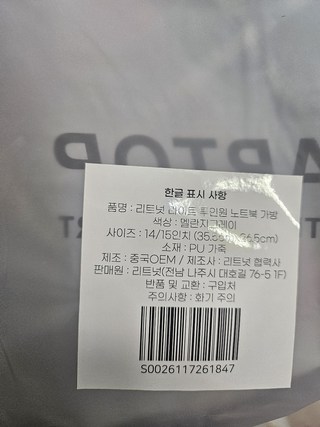 APTOP
한글 표시 사항
품명 : 리트넛 라이트 투인원 노트북 가방
색상 : 멜란지그레이
사이즈 : 14/15인치
소재 : PU 가죽
제조 : 중국OEM / 제조사 : 리트넛 협력사
판매원 : 리트넛(전남 나주시 대호길 76-5 1F)
반품 및 교환 : 구입처
주의사항 : 화기 주의
S0026117261847